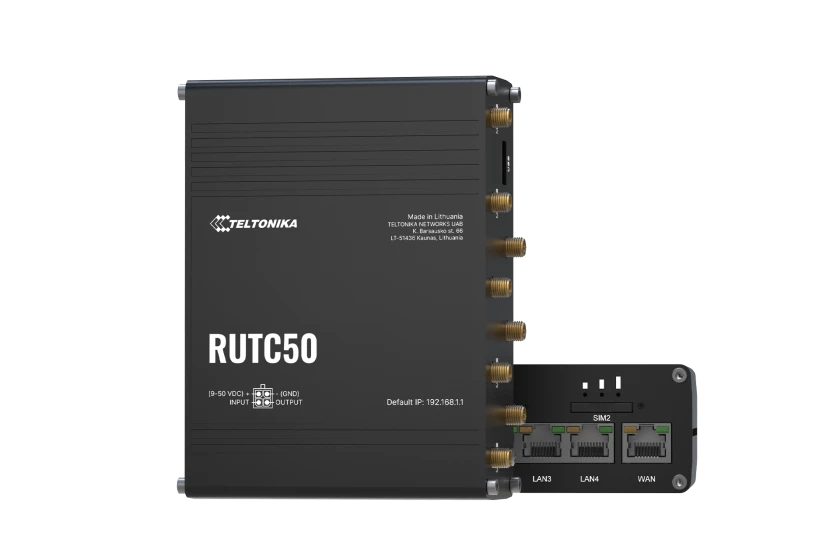 TELTONIKA
Made in Lithuania
TELTONIKA NETWORKS UAB
K. Barsausko st. 66
LT-51436 Kaunas, Lithuania
RUTC50
(9-50 VDC) + - (GND)
INPUT OUTPUT
Default IP: 192.168.1.1
SIM2
LAN3 LAN4 WAN